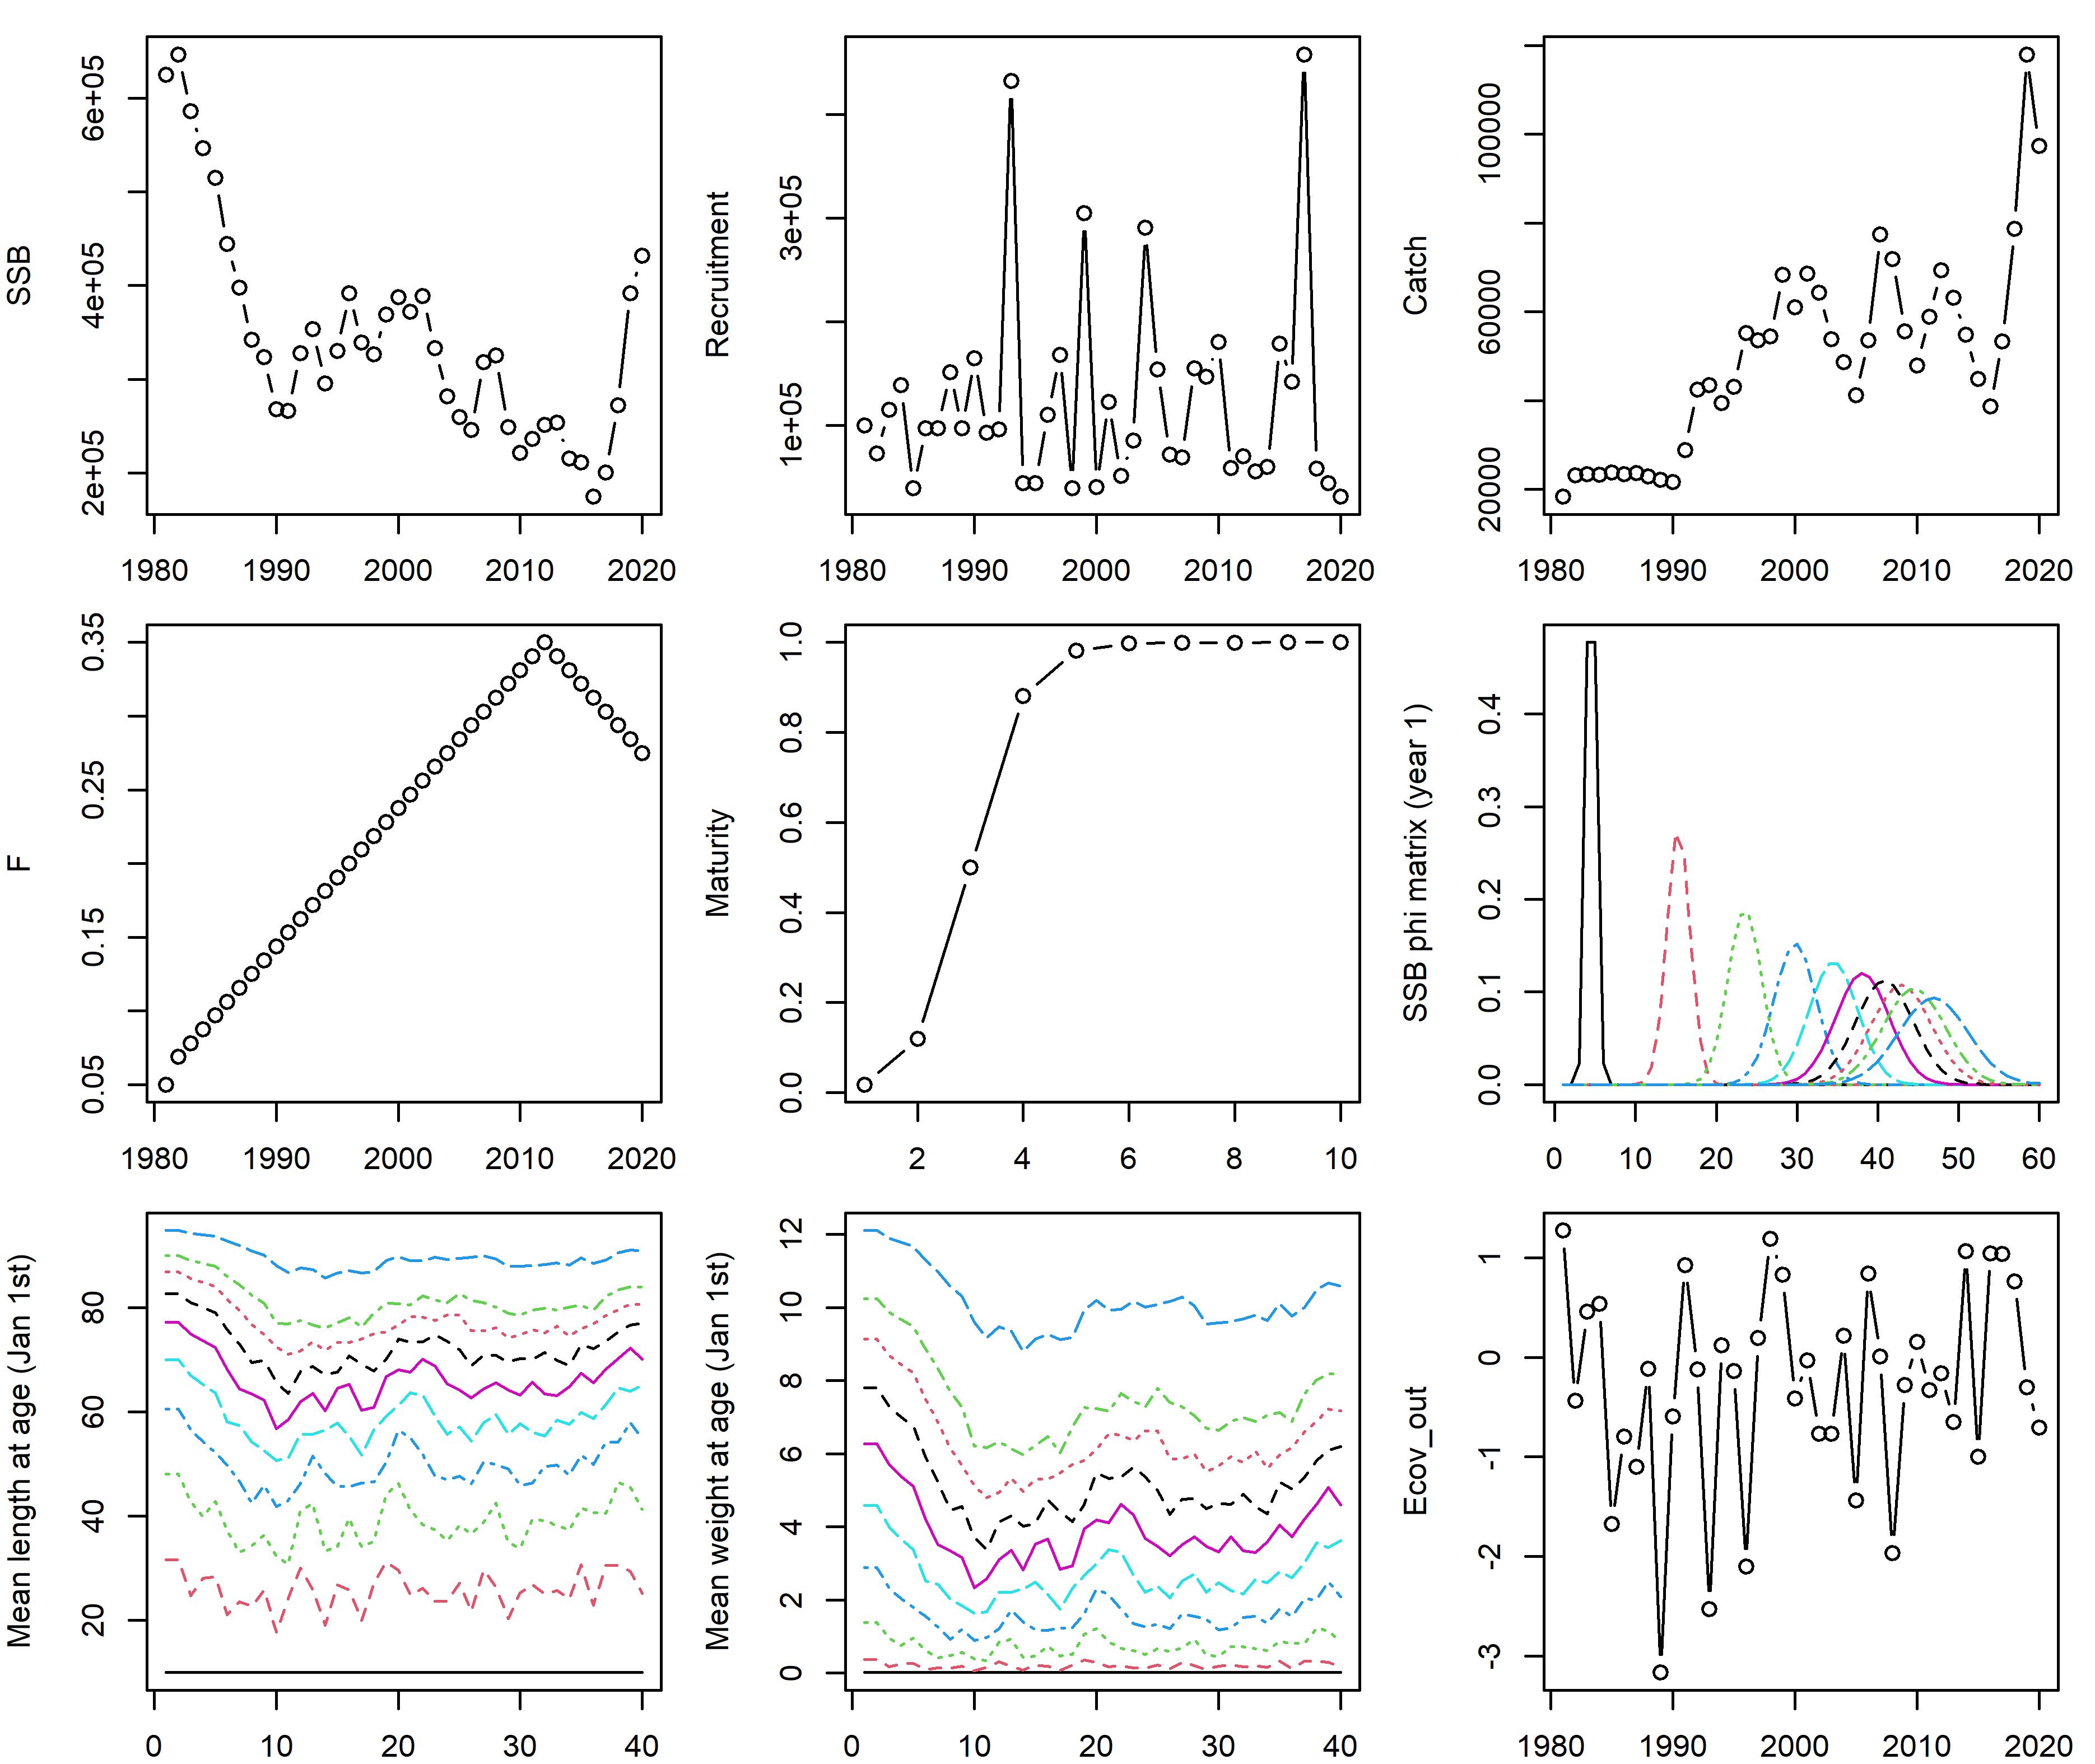 SSB
2e+05 4e+05 6e+05
1980 1990 2000 2010 2020
Recruitment
1e+05 3e+05
1980 1990 2000 2010 2020
Catch
20000 60000 100000
1980 1990 2000 2010 2020
F
0.05 0.15 0.25 0.35
1980 1990 2000 2010 2020
Maturity
0.0 0.2 0.4 0.6 0.8 1.0
2 4 6 8 10
SSB phi matrix (year 1)
0.0 0.1 0.2 0.3 0.4
0 10 20 30 40 50 60
Mean length at age (Jan 1st)
20 40 60 80
0 10 20 30 40
Mean weight at age (Jan 1st)
0 2 4 6 8 10 12
0 10 20 30 40
Ecov_out
-3 -2 -1 0 1
1980 1990 2000 2010 2020